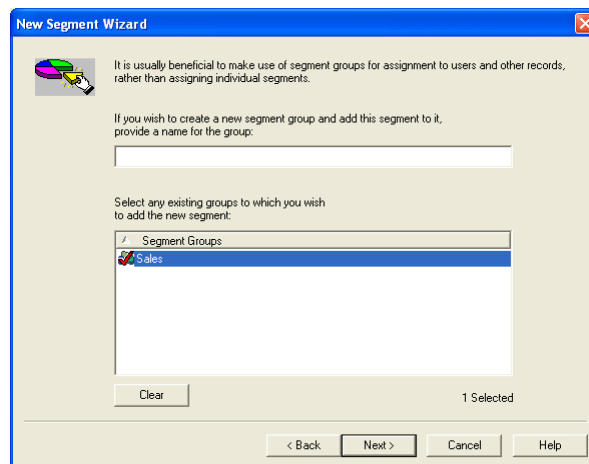 New Segment Wizard
It is usually beneficial to make use of segment groups for assignment to users and other records,
rather than assigning individual segments.
If you wish to create a new segment group and add this segment to it,
provide a name for the group:
Select any existing groups to which you wish
to add the new segment:
Segment Groups
Sales
Clear
1 Selected
< Back
Next >
Cancel
Help